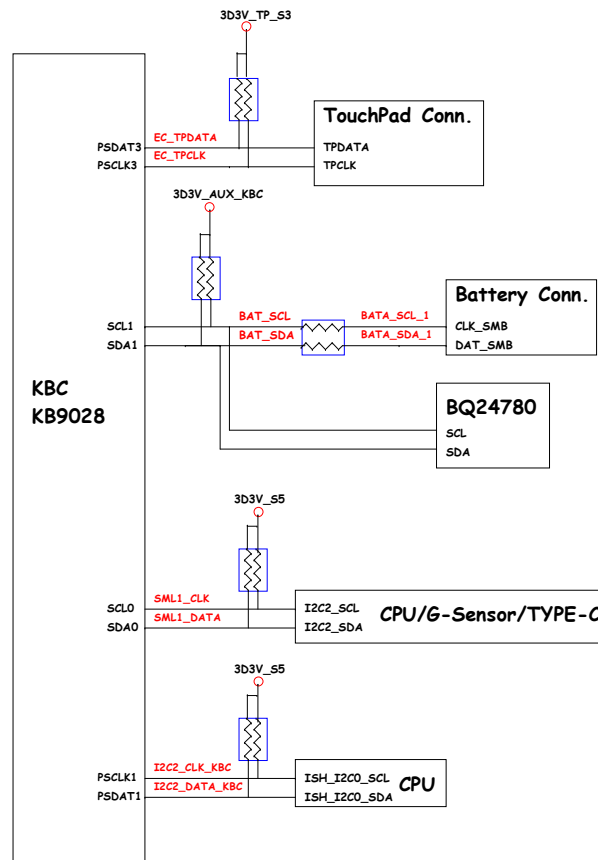 3D3V_TP_S3
TouchPad Conn.
EC_TPDATA
PSDAT3
TPDATA
EC_TPCLK
PSCLK3
TPCLK
3D3V_AUX_KBC
Battery Conn.
BAT_SCL
BATA_SCL_1
SCL1
CLK_SMB
BAT_SDA
BATA_SDA_1
SDA1
DAT_SMB
KBC
KB9028
BQ24780
SCL
SDA
3D3V_S5
SML1_CLK
SCL0
I2C2_SCL
CPU/G-Sensor/TYPE-C
SML1_DATA
SDA0
I2C2_SDA
3D3V_S5
I2C2_CLK_KBC
PSCLK1
ISH_I2C0_SCL
CPU
I2C2_DATA_KBC
PSDAT1
ISH_I2C0_SDA